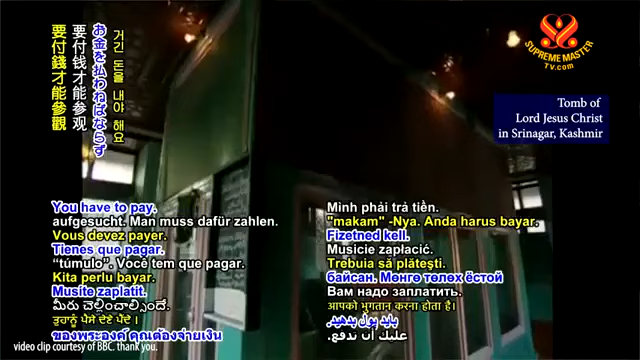 거긴 돈을 내야 해요
お金を払わねばならず
要付钱才能参观
要付錢才能參觀
SUPREME MASTER
Tv.com
Tomb of
Lord Jesus Christ
in Srinagar, Kashmir
You have to pay.
aufgesucht. Man muss dafür zahlen.
Vous devez payer.
Tienes que pagar.
“túmulo”. Você tem que pagar.
Kita perlu bayar.
Musíte zaplatit.
మీరు చెల్లించాల్సిందే.
ਤੁਹਾਨੂੰ ਪੈਸੇ ਦੇਣੇ ਪੈਂਦੇ ।
ของพระองค์ คุณต้องจ่ายเงิน
Mình phải trả tiền.
"makam" -Nya. Anda harus bayar.
Fizetned kell.
Musicie zapłacić.
Trebuia să plăteşti.
байсан. Мөнгө төлөх ёстой
Вам надо заплатить.
आपको भुगतान करना होता है।
باید پول بدهید.
عليك أن تدفع.
video clip courtesy of BBC. thank you.